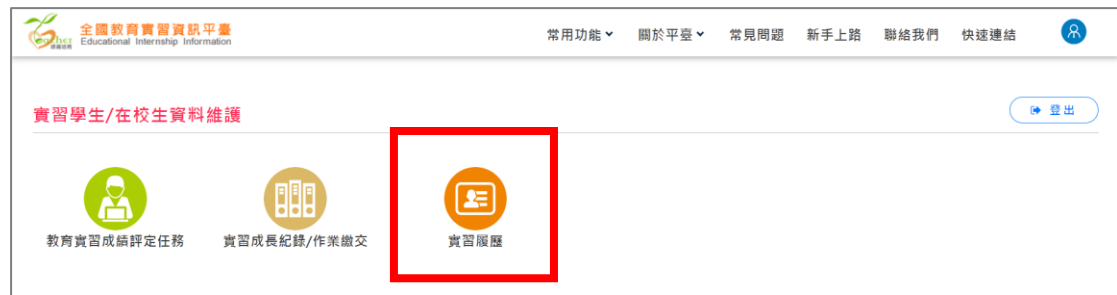 全國教育實習資訊平臺
Educational Internship Information
常用功能 關於平臺 常見問題 新手上路 聯絡我們 快速連結
實習學生/在校生資料維護
登出
教育實習成績評定任務 實習成長紀錄/作業繳交 實習履歷